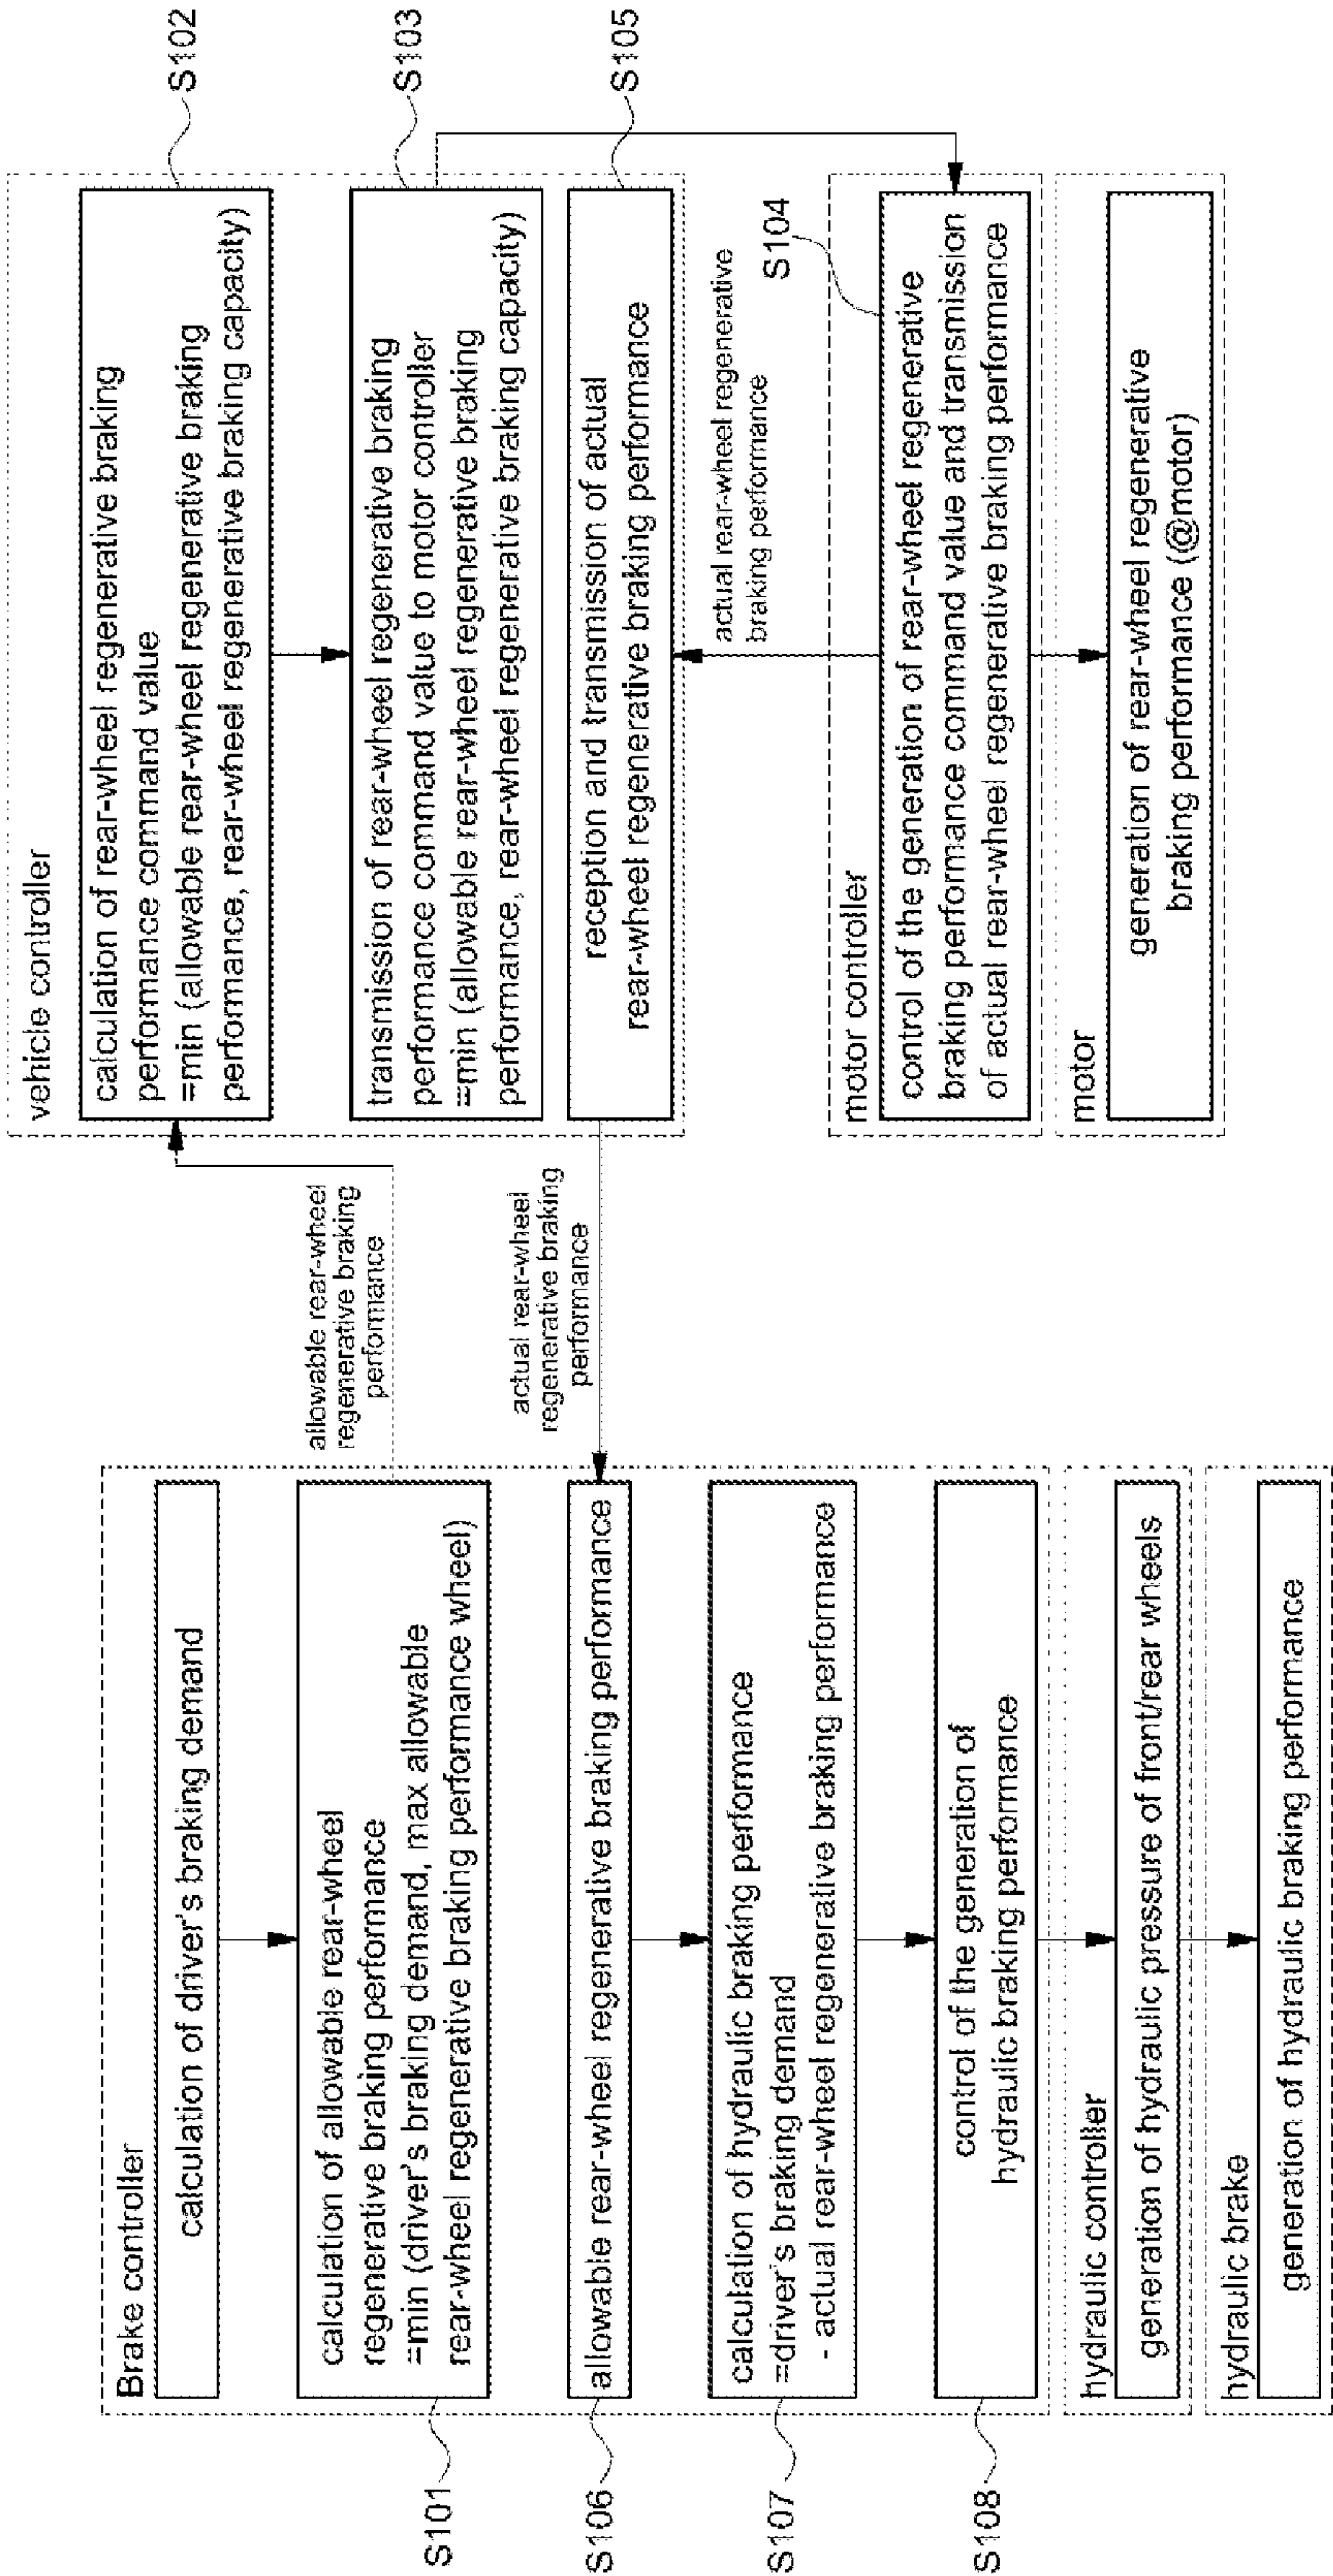 Brake controller
calculation of driver's braking demand
calculation of allowable rear-wheel
regenerative braking performance
=min (driver's braking demand, max allowable
rear-wheel regenerative braking performance wheel)
S101
allowable rear-wheel regenerative braking performance
S106
calculation of hydraulic braking performance
=driver's braking demand
- actual rear-wheel regenerative braking performance
S107
control of the generation of
hydraulic braking performance
S108
hydraulic controller
generation of hydraulic pressure of front/rear wheels
hydraulic brake
generation of hydraulic braking performance
allowable rear-wheel
regenerative braking
performance
actual rear-wheel
regenerative braking
performance
vehicle controller
calculation of rear-wheel regenerative braking
performance command value
=min (allowable rear-wheel regenerative braking
performance, rear-wheel regenerative braking capacity)
S102
transmission of rear-wheel regenerative braking
performance command value to motor controller
=min (allowable rear-wheel regenerative braking
performance, rear-wheel regenerative braking capacity)
S103
reception and transmission of actual
rear-wheel regenerative braking performance
S105
actual rear-wheel regenerative
braking performance
S104
motor controller
control of the generation of rear-wheel regenerative
braking performance command value and transmission
of actual rear-wheel regenerative braking performance
motor
generation of rear-wheel regenerative
braking performance (@motor)